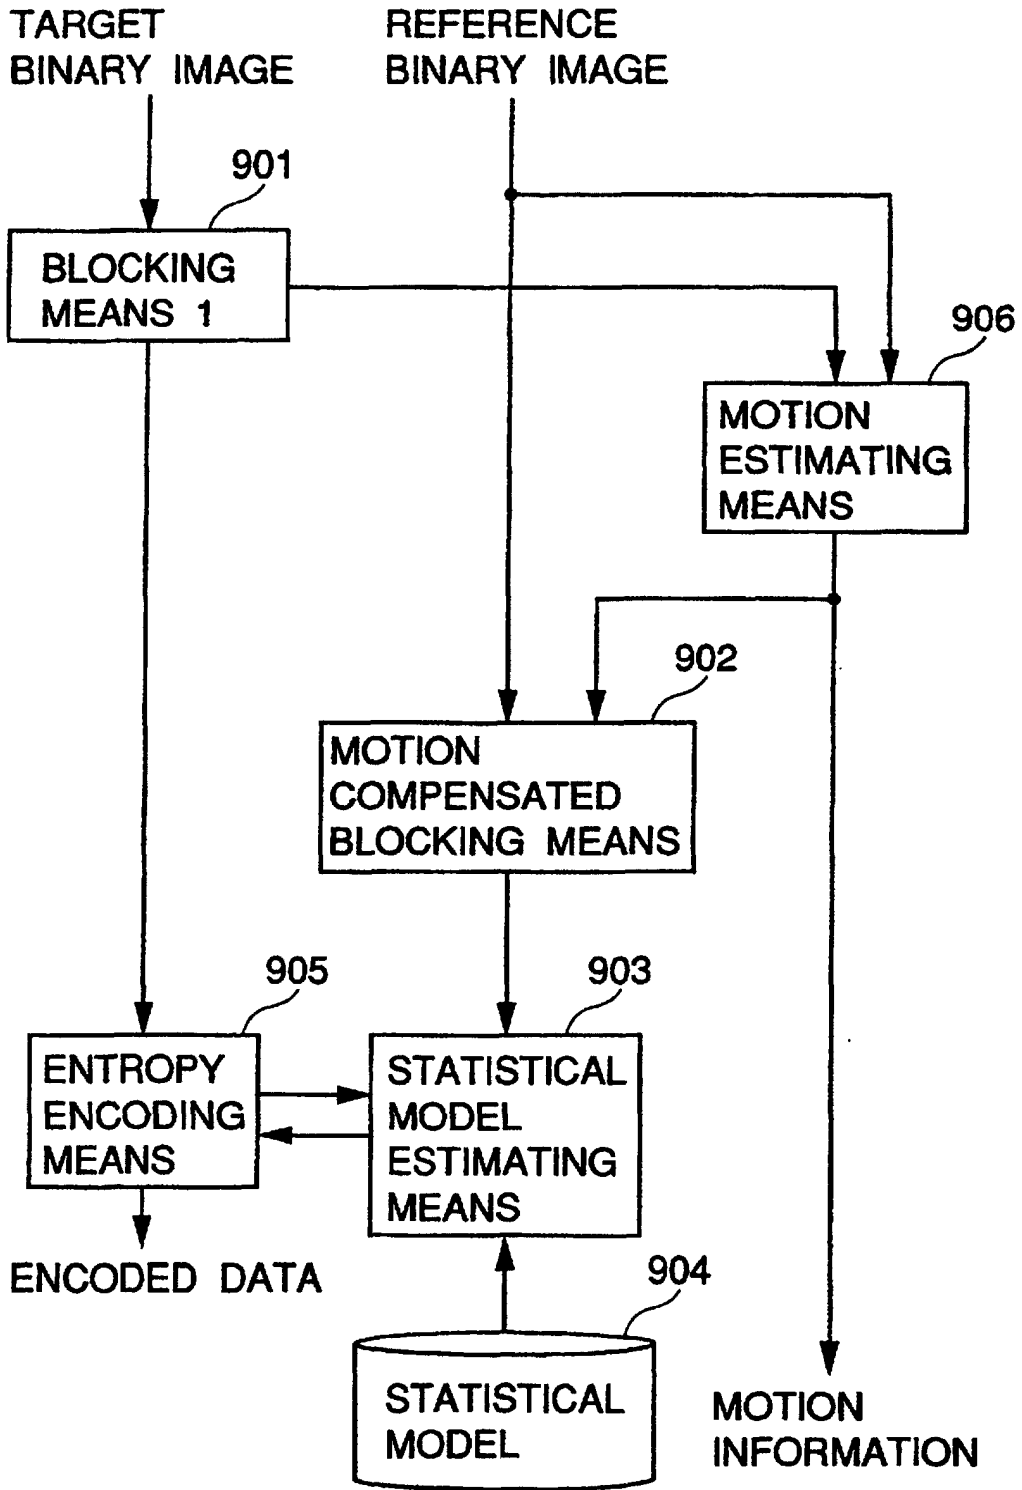 TARGET
BINARY IMAGE
REFERENCE
BINARY IMAGE
901
BLOCKING
MEANS 1
906
MOTION
ESTIMATING
MEANS
902
MOTION
COMPENSATED
BLOCKING MEANS
905
ENTROPY
ENCODING
MEANS
903
STATISTICAL
MODEL
ESTIMATING
MEANS
ENCODED DATA
904
STATISTICAL
MODEL
MOTION
INFORMATION